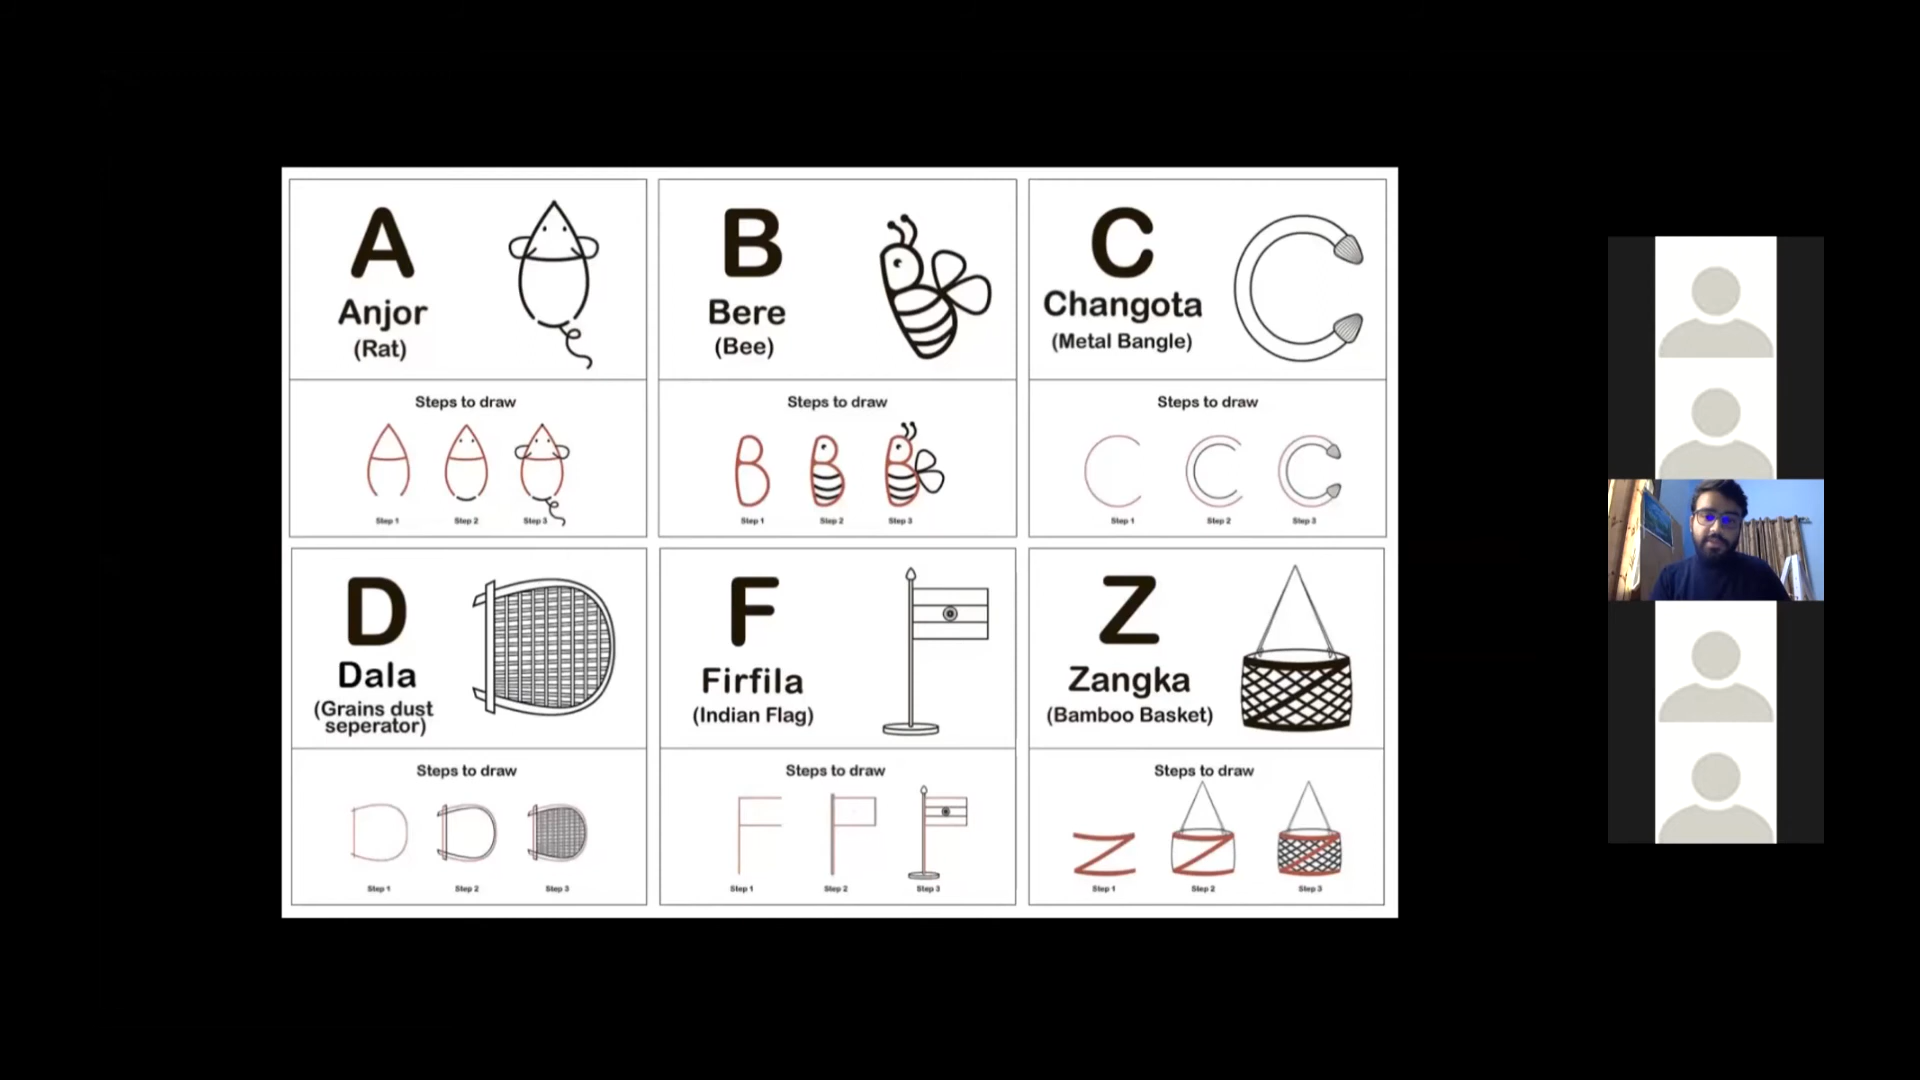 A
Anjor
(Rat)
Steps to draw
Step 1 Step 2 Step 3
B
Bere
(Bee)
Steps to draw
Step 1 Step 2 Step 3
C
Changota
(Metal Bangle)
Steps to draw
Step 1 Step 2 Step 3
D
Dala
(Grains dust
seperator)
Steps to draw
Step 1 Step 2 Step 3
F
Firfila
(Indian Flag)
Steps to draw
Step 1 Step 2 Step 3
Z
Zangka
(Bamboo Basket)
Steps to draw
Step 1 Step 2 Step 3